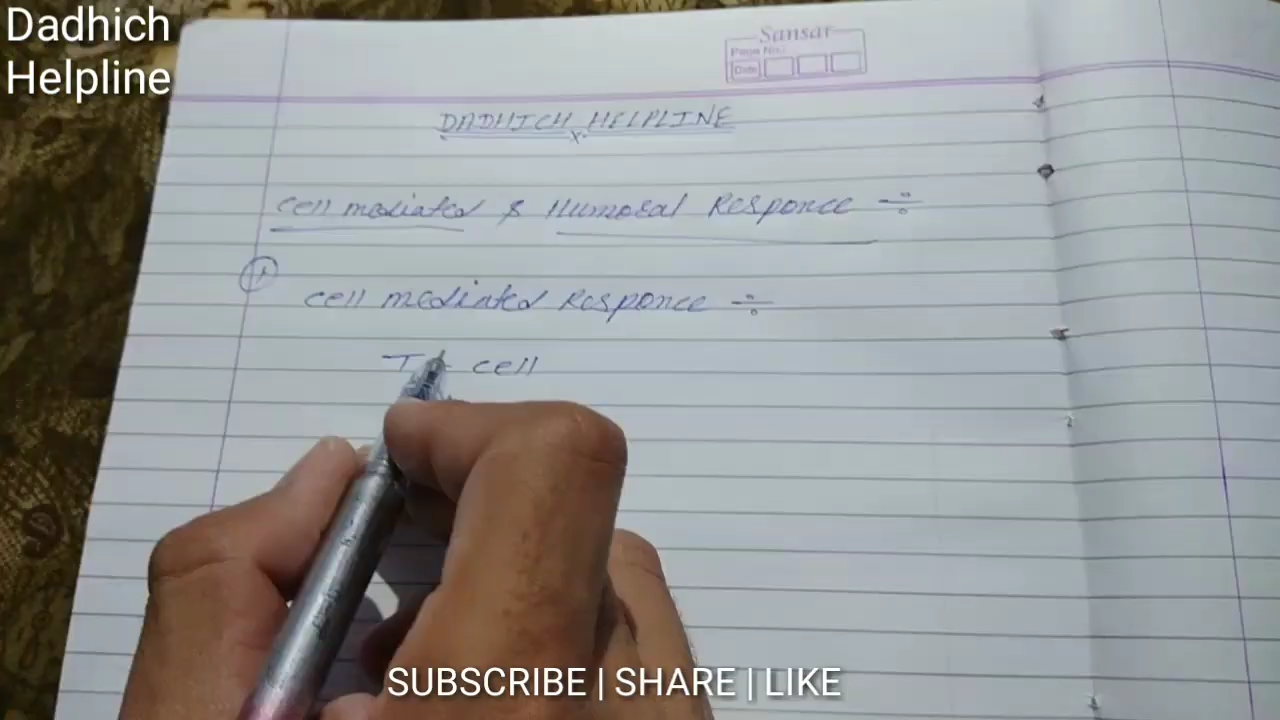 Dadhich
Helpline
Sansar
Page No.:
Date
DADHICH HELPLINE
cell mediated & Humoral Responce ÷
1
cell mediated Responce ÷
T - cell
SUBSCRIBE | SHARE | LIKE